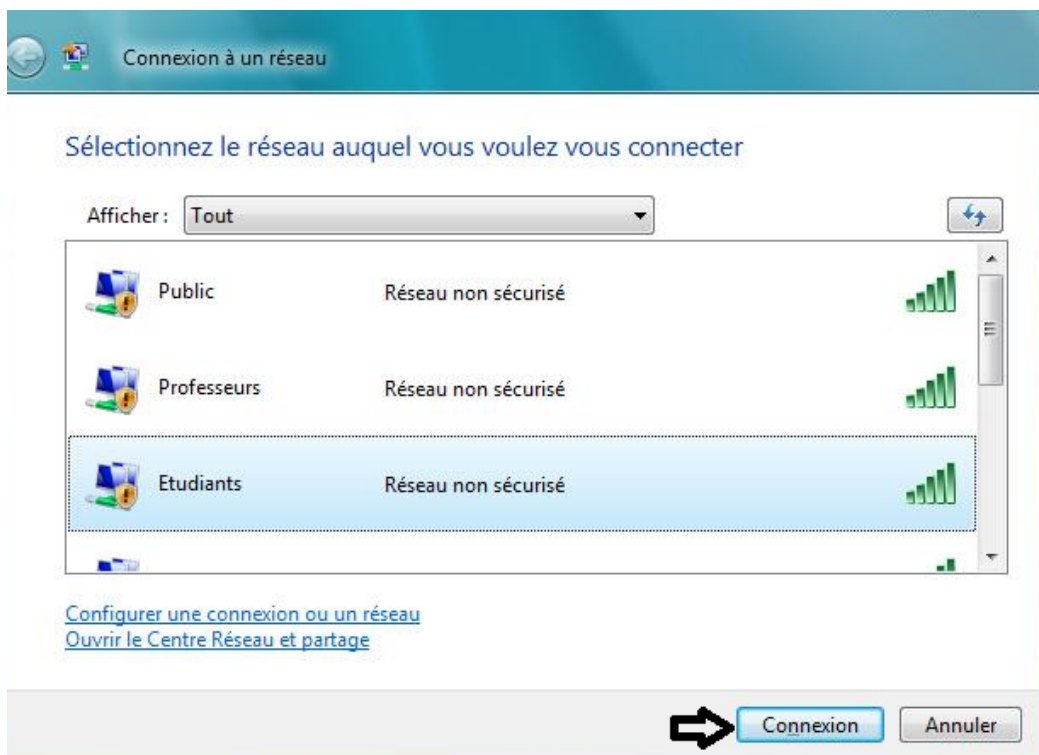 Connexion à un réseau
Sélectionnez le réseau auquel vous voulez vous connecter
Afficher : Tout
Public Réseau non sécurisé
Professeurs Réseau non sécurisé
Etudiants Réseau non sécurisé
Configurer une connexion ou un réseau
Ouvrir le Centre Réseau et partage
Connexion Annuler